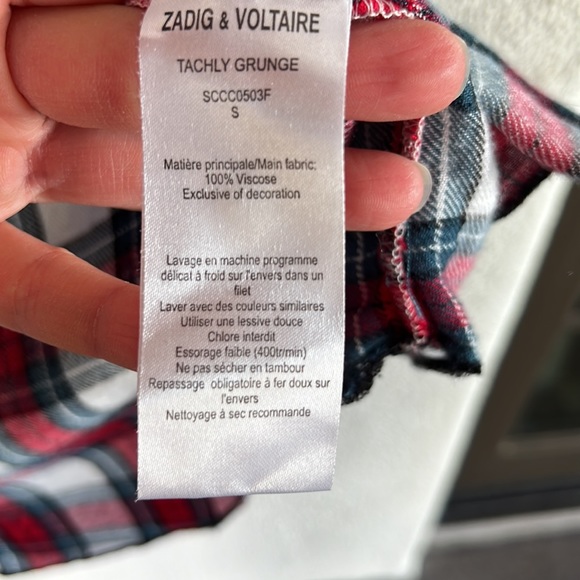 ZADIG & VOLTAIRE
TACHLY GRUNGE
SCCC0503F
S
Matière principale/Main fabric:
100% Viscose
Exclusive of decoration
Lavage en machine programme
délicat à froid sur l'envers dans un
filet
Laver avec des couleurs similaires
Utiliser une lessive douce
Chlore interdit
Essorage faible (400tr/min)
Ne pas sécher en tambour
Repassage obligatoire à fer doux sur
l'envers
Nettoyage à sec recommande